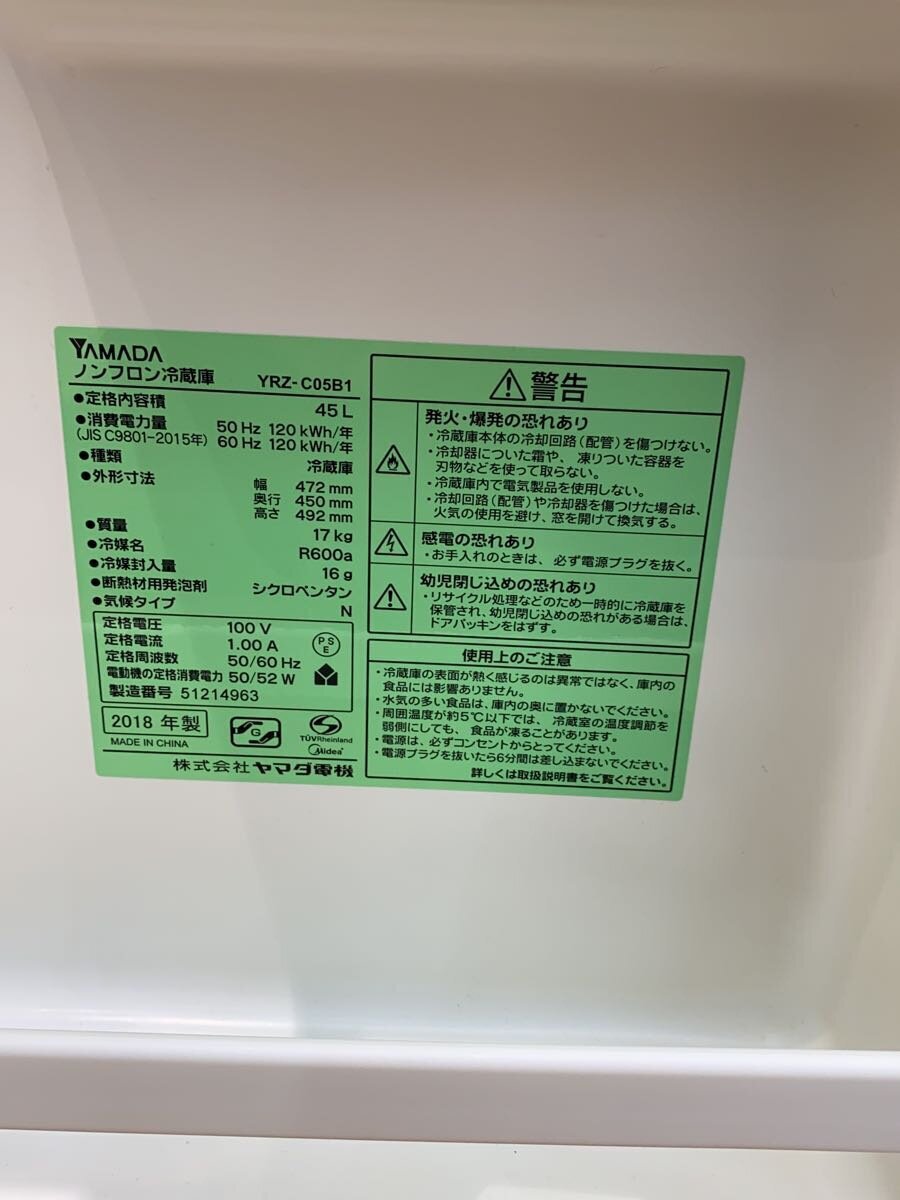 YAMADA
ノンフロン冷蔵庫 YRZ-C05B1
●定格内容積 45 L
●消費電力量 50 Hz 120 kWh/年
(JIS C9801-2015年) 60 Hz 120 kWh/年
●種類 冷蔵庫
●外形寸法 幅 472 mm
奥行 450 mm
高さ 492 mm
●質量 17 kg
●冷媒名 R600a
●冷媒封入量 16 g
●断熱材用発泡剤 シクロペンタン
●気候タイプ N
定格電圧 100 V
定格電流 1.00 A
定格周波数 50/60 Hz
電動機の定格消費電力 50/52 W
製造番号 51214963
PS
E
2018 年製
MADE IN CHINA
G
TÜVRheinland
Midea
株式会社ヤマダ電機
警告
発火・爆発の恐れあり
・冷蔵庫本体の冷却回路(配管)を傷つけない。
・冷却器についた霜や、凍りついた容器を
刃物などを使って取らない。
・冷蔵庫内で電気製品を使用しない。
・冷却回路(配管)や冷却器を傷つけた場合は、
火気の使用を避け、窓を開けて換気する。
感電の恐れあり
・お手入れのときは、必ず電源プラグを抜く。
幼児閉じ込めの恐れあり
・リサイクル処理などのため一時的に冷蔵庫を
保管され、幼児閉じ込めの恐れがある場合は、
ドアパッキンをはずす。
使用上のご注意
・冷蔵庫の表面が熱く感じるのは異常ではなく、庫内の
食品には影響ありません。
・水気の多い食品は、庫内の奥に置かないでください。
・周囲温度が約5℃以下では、冷蔵室の温度調節を
弱側にしても、食品が凍ることがあります。
・電源は、必ずコンセントからとってください。
・電源プラグを抜いたら6分間は差し込まないでください。
詳しくは取扱説明書をご覧ください。